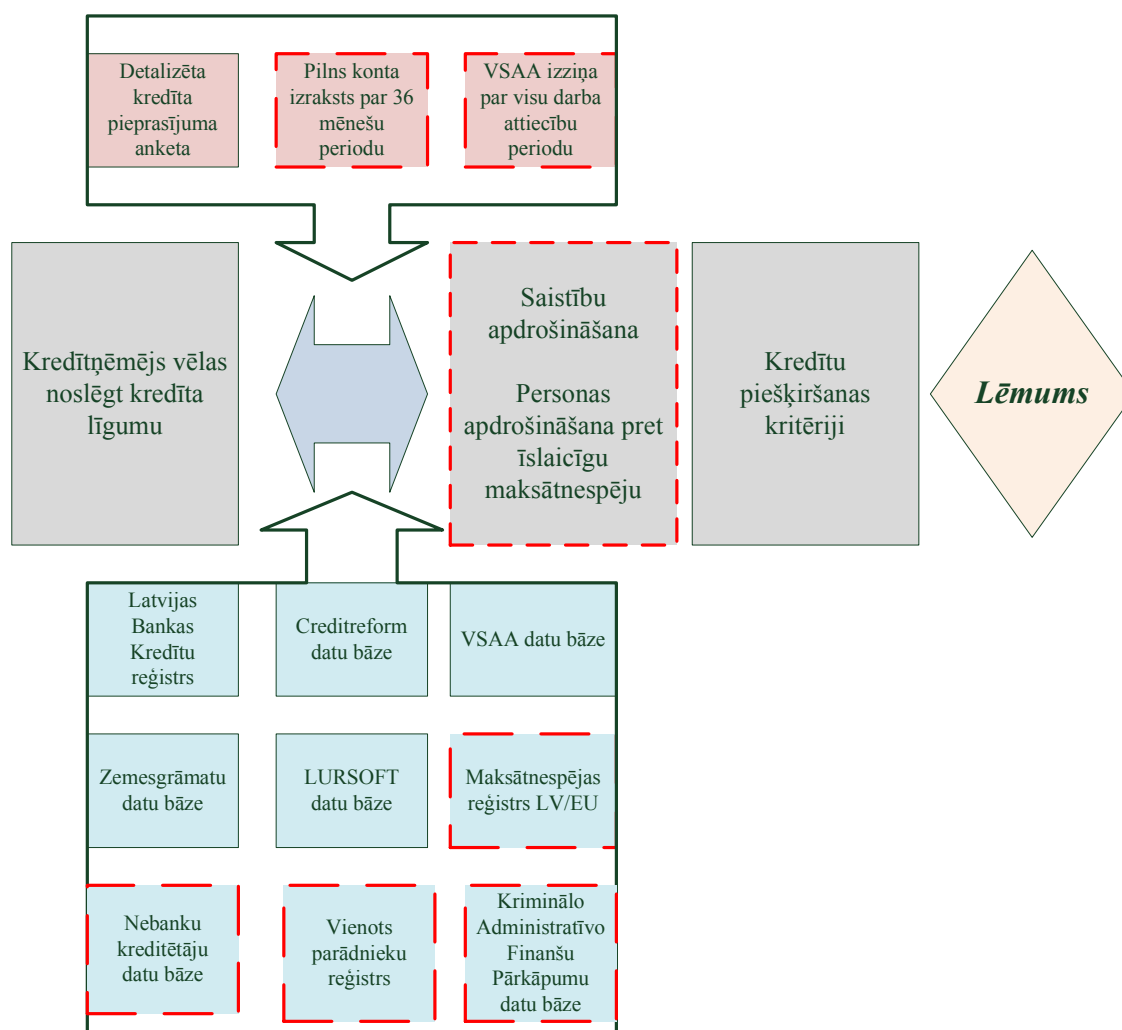 Detalizēta
kredīta
pieprasījuma
anketa
Pilns konta
izraksts par 36
mēnešu
periodu
VSAA izziņa
par visu darba
attiecību
periodu
Kredītņēmējs vēlas
noslēgt kredīta
līgumu
Saistību
apdrošināšana
Personas
apdrošināšana pret
īslaicīgu
maksātnespēju
Kredītu
piešķiršanas
kritēriji
Lēmums
Latvijas
Bankas
Kredītu
reģistrs
Creditreform
datu bāze
VSAA datu bāze
Zemesgrāmatu
datu bāze
LURSOFT
datu bāze
Maksātnespējas
reģistrs LV/EU
Nebanku
kreditētāju
datu bāze
Vienots
parādnieku
reģistrs
Kriminālo
Administratīvo
Finanšu
Pārkāpumu
datu bāze